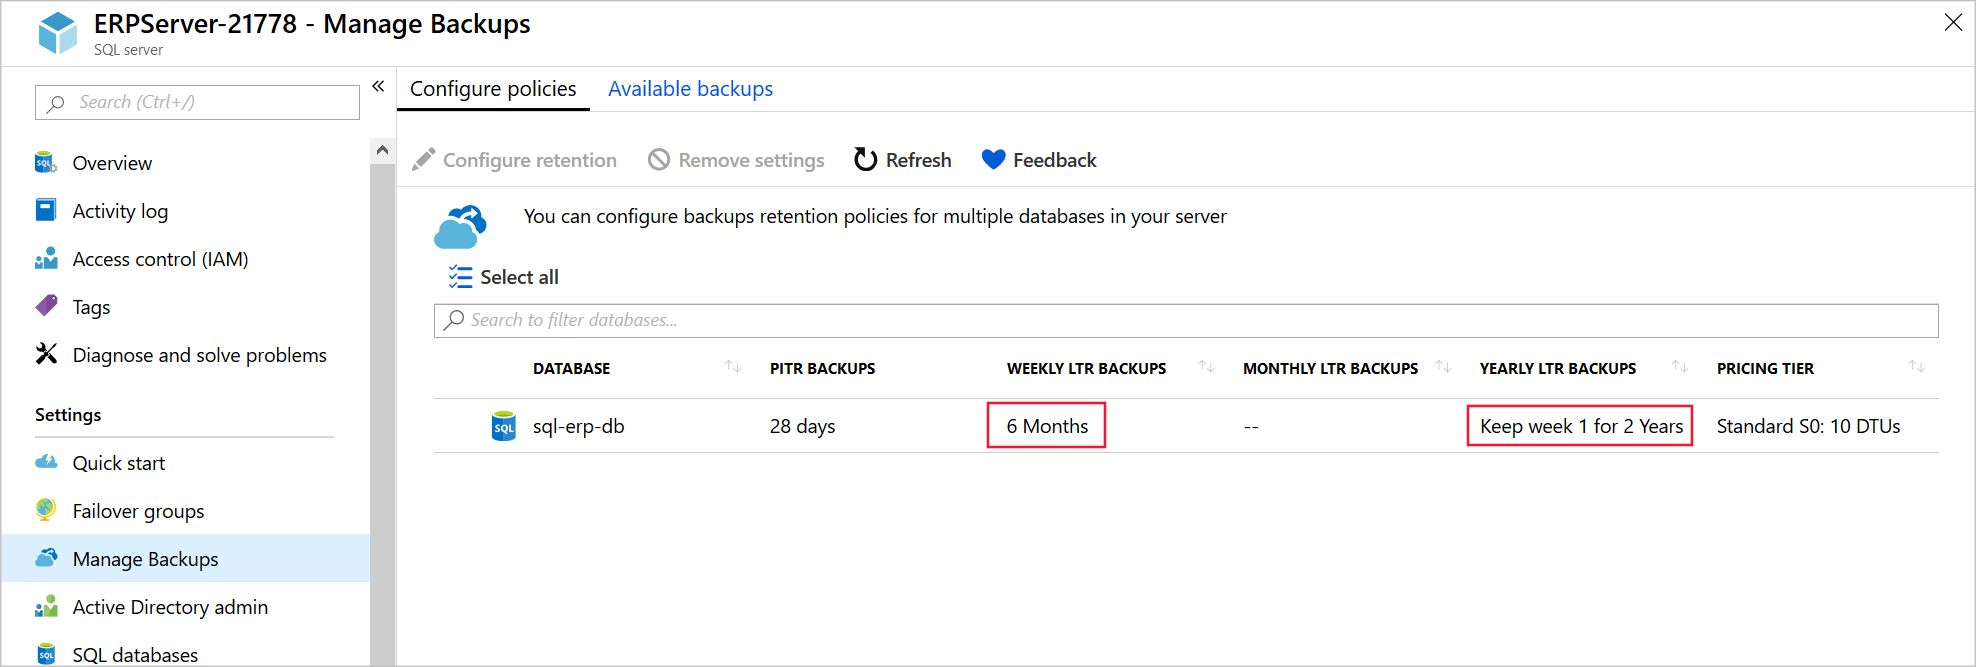 ERPServer-21778 - Manage Backups
SQL server
Search (Ctrl+/)
Overview
Activity log
Access control (IAM)
Tags
Diagnose and solve problems
Settings
Quick start
Failover groups
Manage Backups
Active Directory admin
SQL databases
Configure policies Available backups
Configure retention Remove settings Refresh Feedback
You can configure backups retention policies for multiple databases in your server
Select all
Search to filter databases...
DATABASE PITR BACKUPS WEEKLY LTR BACKUPS MONTHLY LTR BACKUPS YEARLY LTR BACKUPS PRICING TIER
SQL sql-erp-db 28 days 6 Months -- Keep week 1 for 2 Years Standard S0: 10 DTUs